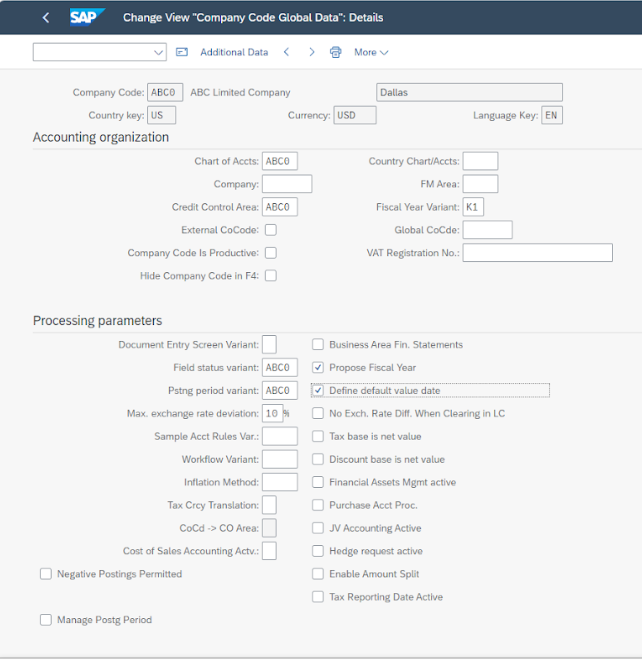 SAP Change View "Company Code Global Data": Details
Additional Data More
Company Code: ABC0 ABC Limited Company Dallas
Country key: US Currency: USD Language Key: EN
Accounting organization
Chart of Accts: ABC0 Country Chart/Accts:
Company: FM Area:
Credit Control Area: ABC0 Fiscal Year Variant: K1
External CoCode: Global CoCde:
Company Code Is Productive: VAT Registration No.:
Hide Company Code in F4:
Processing parameters
Document Entry Screen Variant: Business Area Fin. Statements
Field status variant: ABC0 Propose Fiscal Year
Pstng period variant: ABC0 Define default value date
Max. exchange rate deviation: 10 % No Exch. Rate Diff. When Clearing in LC
Sample Acct Rules Var.: Tax base is net value
Workflow Variant: Discount base is net value
Inflation Method: Financial Assets Mgmt active
Tax Crcy Translation: Purchase Acct Proc.
CoCd -> CO Area: JV Accounting Active
Cost of Sales Accounting Actv.: Hedge request active
Negative Postings Permitted Enable Amount Split
Tax Reporting Date Active
Manage Postg Period